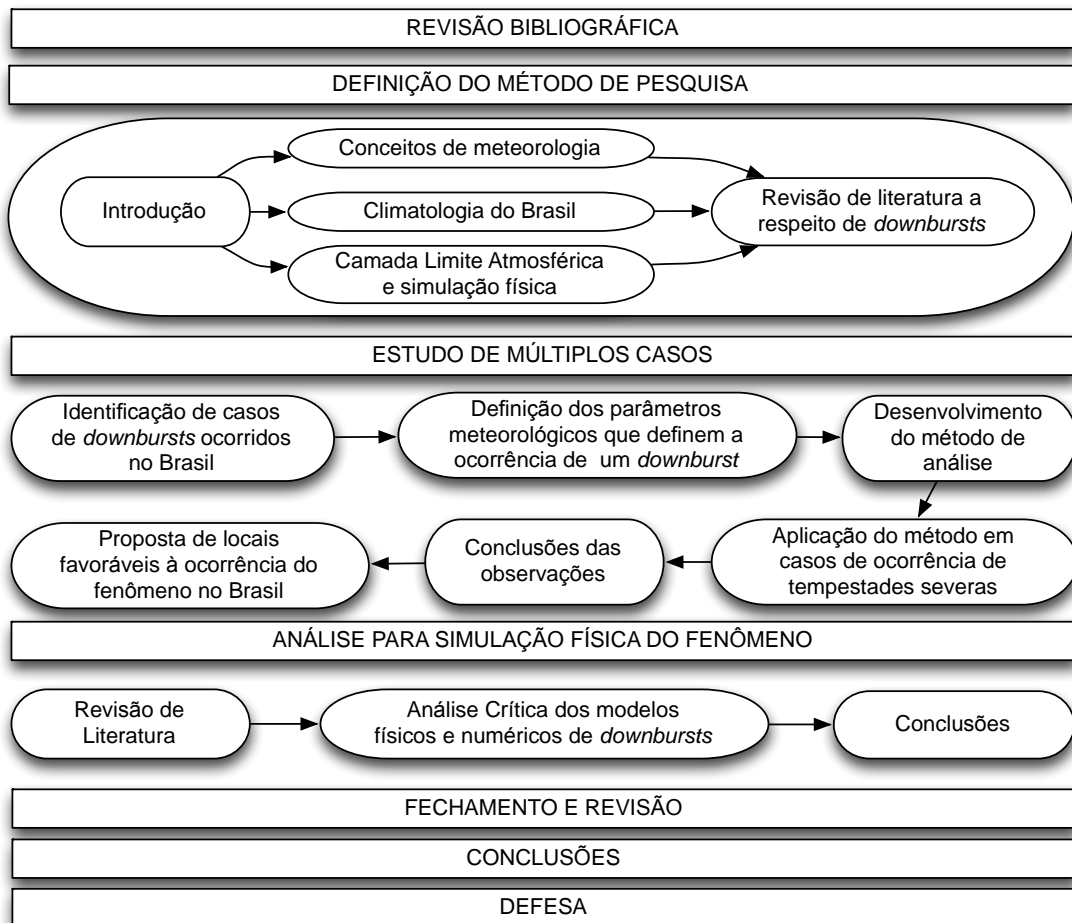 REVISÃO BIBLIOGRÁFICA
DEFINIÇÃO DO MÉTODO DE PESQUISA
Introdução
Conceitos de meteorologia
Climatologia do Brasil
Camada Limite Atmosférica
e simulação física
Revisão de literatura a
respeito de downbursts
ESTUDO DE MÚLTIPLOS CASOS
Identificação de casos
de downbursts ocorridos
no Brasil
Definição dos parâmetros
meteorológicos que definem a
ocorrência de um downburst
Desenvolvimento
do método de
análise
Aplicação do método em
casos de ocorrência de
tempestades severas
Conclusões das
observações
Proposta de locais
favoráveis à ocorrência do
fenômeno no Brasil
ANÁLISE PARA SIMULAÇÃO FÍSICA DO FENÔMENO
Revisão de
Literatura
Análise Crítica dos modelos
físicos e numéricos de downbursts
Conclusões
FECHAMENTO E REVISÃO
CONCLUSÕES
DEFESA